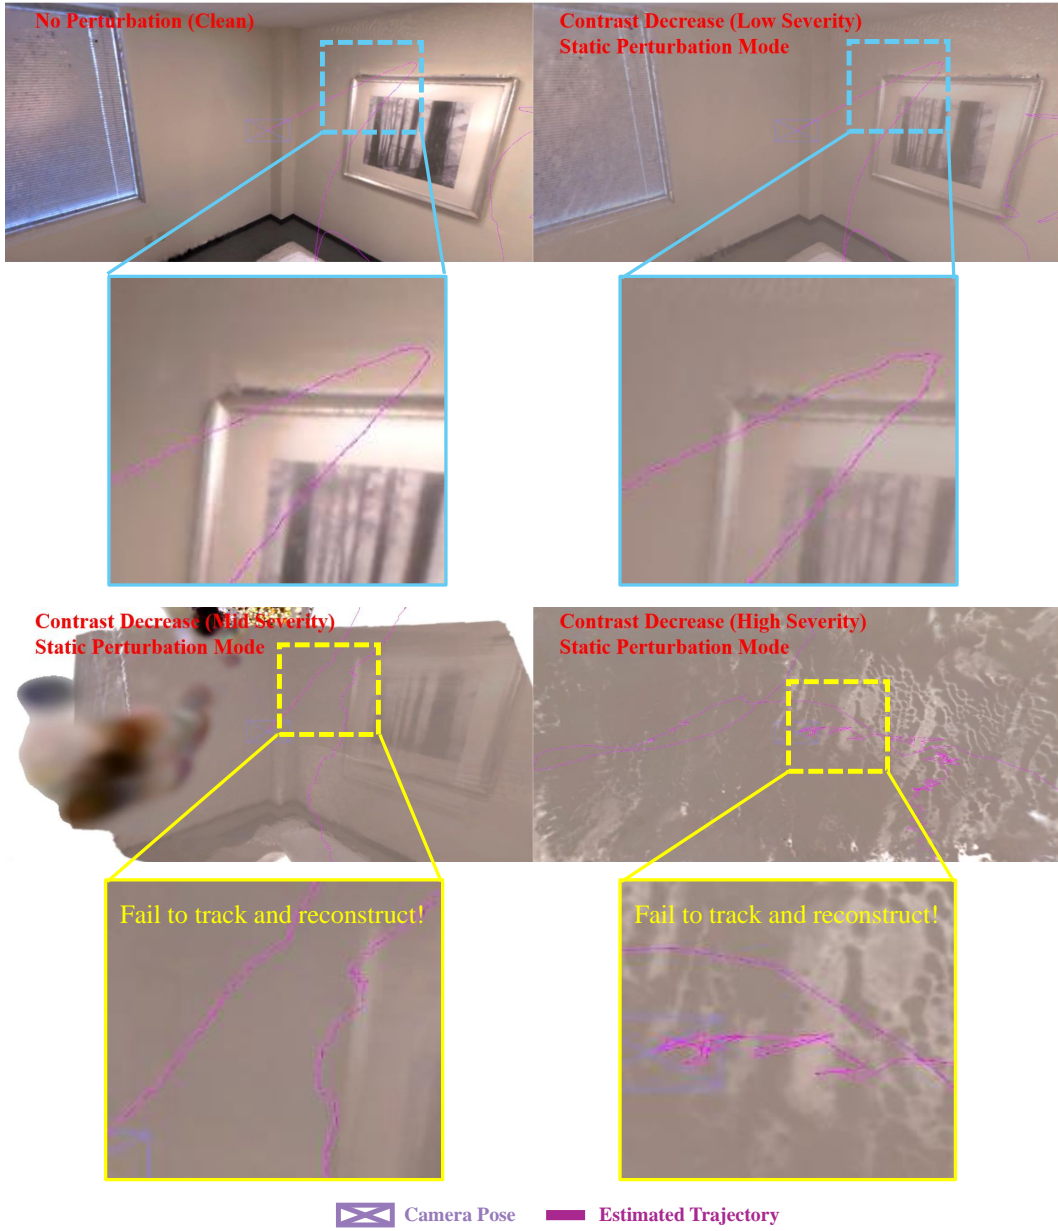 No Perturbation (Clean)
Contrast Decrease (Low Severity)
Static Perturbation Mode
Contrast Decrease (Mid Severity)
Static Perturbation Mode
Contrast Decrease (High Severity)
Static Perturbation Mode
Fail to track and reconstruct!
Fail to track and reconstruct!
Camera Pose
Estimated Trajectory